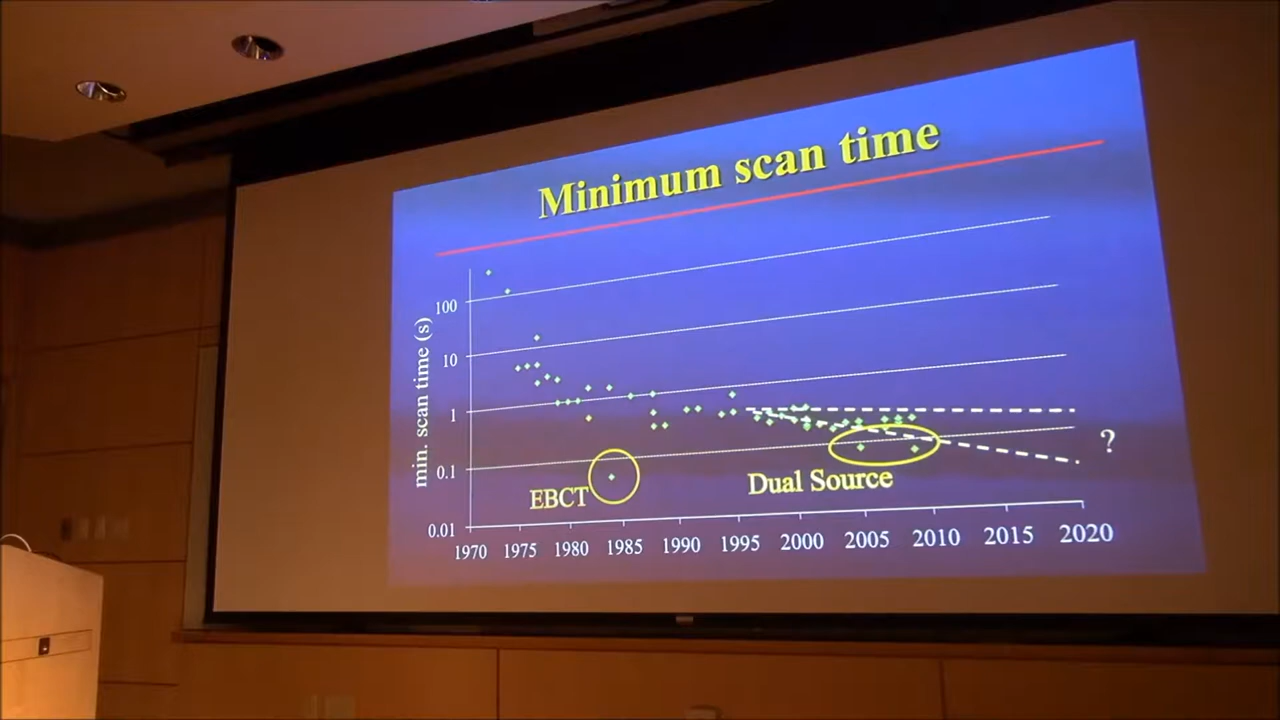 Minimum scan time
min. scan time (s)
100
10
1
0.1
0.01
EBCT
Dual Source
?
1970 1975 1980 1985 1990 1995 2000 2005 2010 2015 2020